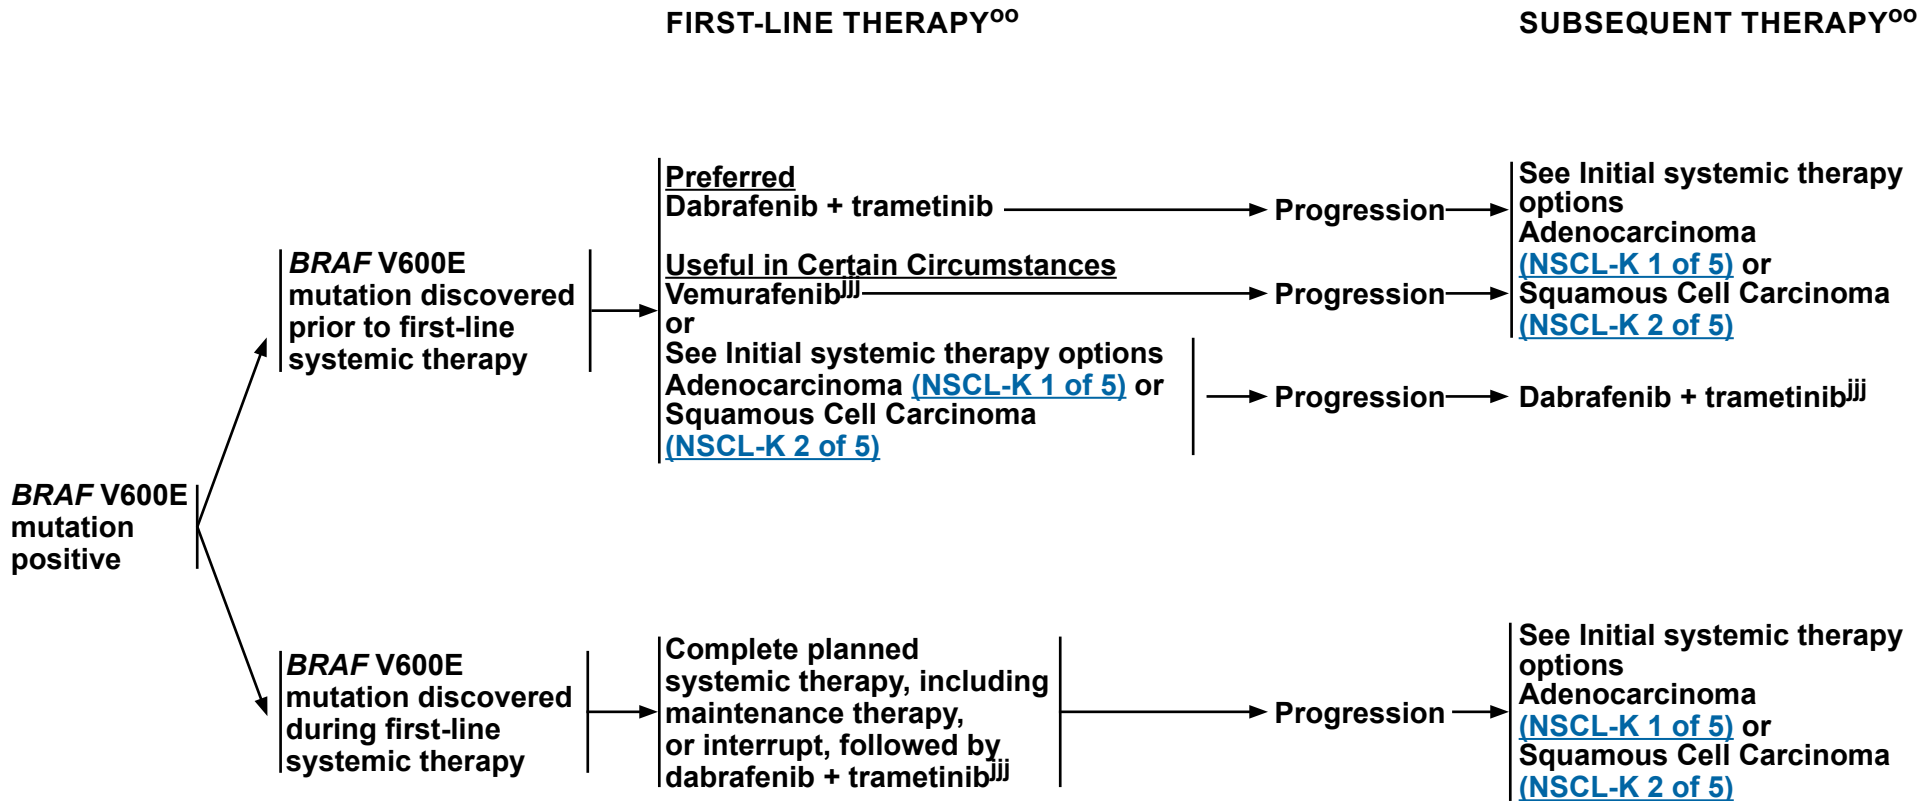 FIRST-LINE THERAPYoo
SUBSEQUENT THERAPYoo
BRAF V600E
mutation
positive
BRAF V600E
mutation discovered
prior to first-line
systemic therapy
Preferred
Dabrafenib + trametinib
Progression
Useful in Certain Circumstances
Vemurafenibjjj
Progression
or
See Initial systemic therapy options
Adenocarcinoma (NSCL-K 1 of 5) or
Squamous Cell Carcinoma
(NSCL-K 2 of 5)
See Initial systemic therapy
options
Adenocarcinoma
(NSCL-K 1 of 5) or
Squamous Cell Carcinoma
(NSCL-K 2 of 5)
Progression
Dabrafenib + trametinibjjj
BRAF V600E
mutation discovered
during first-line
systemic therapy
Complete planned
systemic therapy, including
maintenance therapy,
or interrupt, followed by
dabrafenib + trametinibjjj
Progression
See Initial systemic therapy
options
Adenocarcinoma
(NSCL-K 1 of 5) or
Squamous Cell Carcinoma
(NSCL-K 2 of 5)